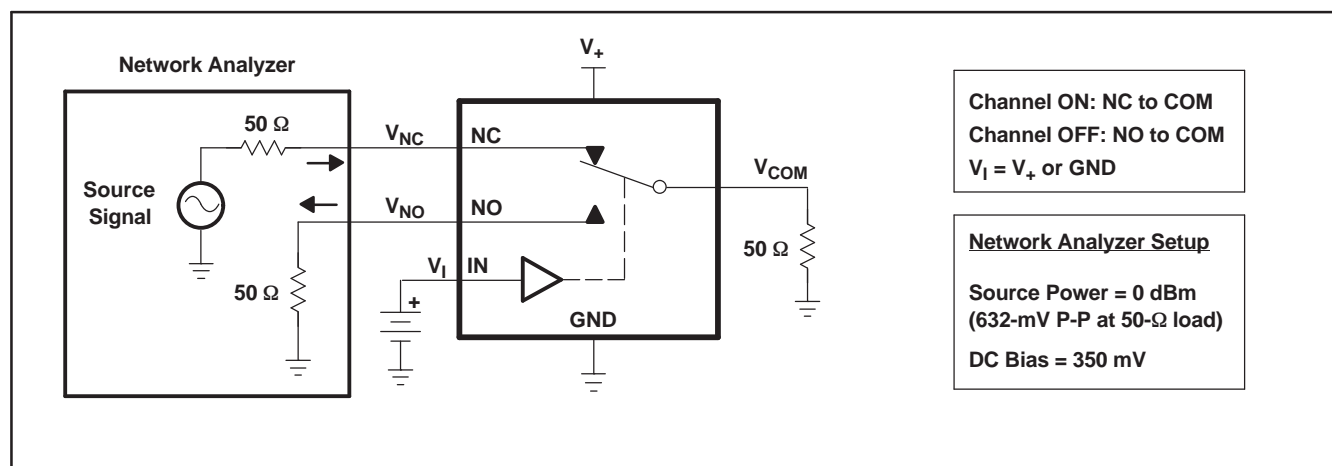 V+
Network Analyzer
50 Ω
VNC
NC
Source
Signal
VNO
NO
50 Ω
VI
IN
+
GND
VCOM
50 Ω
Channel ON: NC to COM
Channel OFF: NO to COM
VI = V+ or GND
Network Analyzer Setup
Source Power = 0 dBm
(632-mV P-P at 50-Ω load)
DC Bias = 350 mV